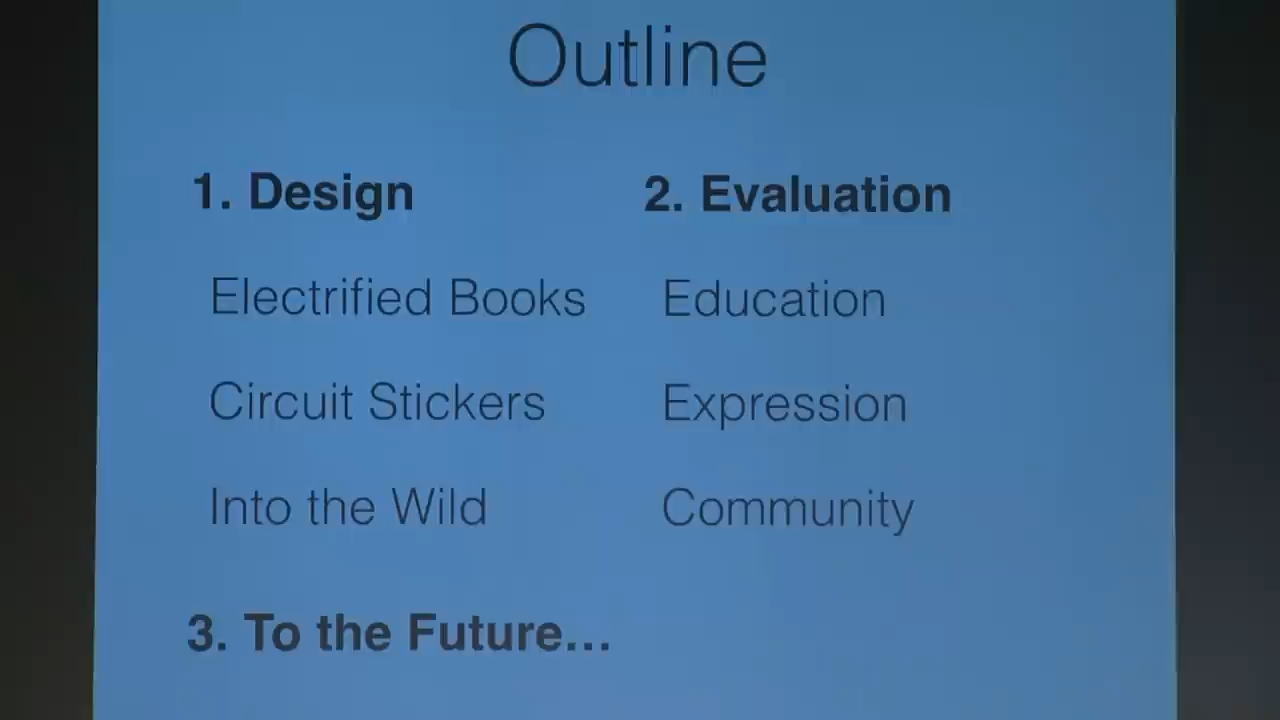 Outline
1. Design
Electrified Books
Circuit Stickers
Into the Wild
2. Evaluation
Education
Expression
Community
3. To the Future...